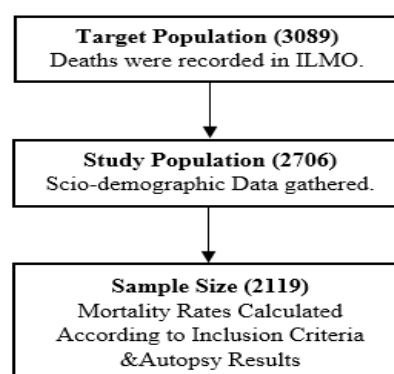 Target Population (3089)
Deaths were recorded in ILMO.
Study Population (2706)
Scio-demographic Data gathered.
Sample Size (2119)
Mortality Rates Calculated
According to Inclusion Criteria
&Autopsy Results